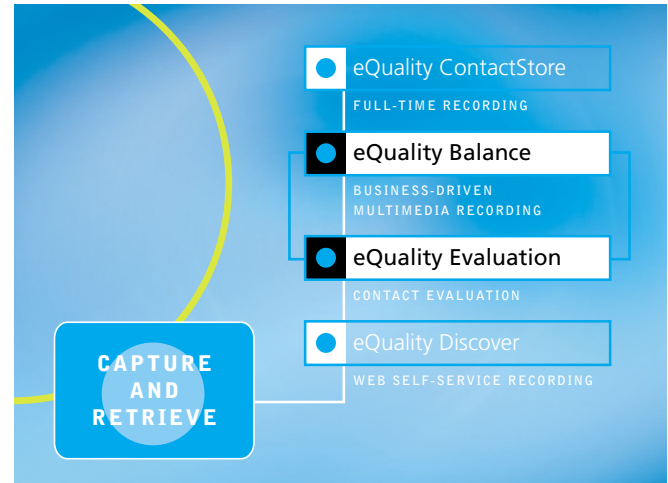 eQuality ContactStore
FULL-TIME RECORDING
eQuality Balance
BUSINESS-DRIVEN
MULTIMEDIA RECORDING
eQuality Evaluation
CONTACT EVALUATION
eQuality Discover
WEB SELF-SERVICE RECORDING
CAPTURE
AND
RETRIEVE